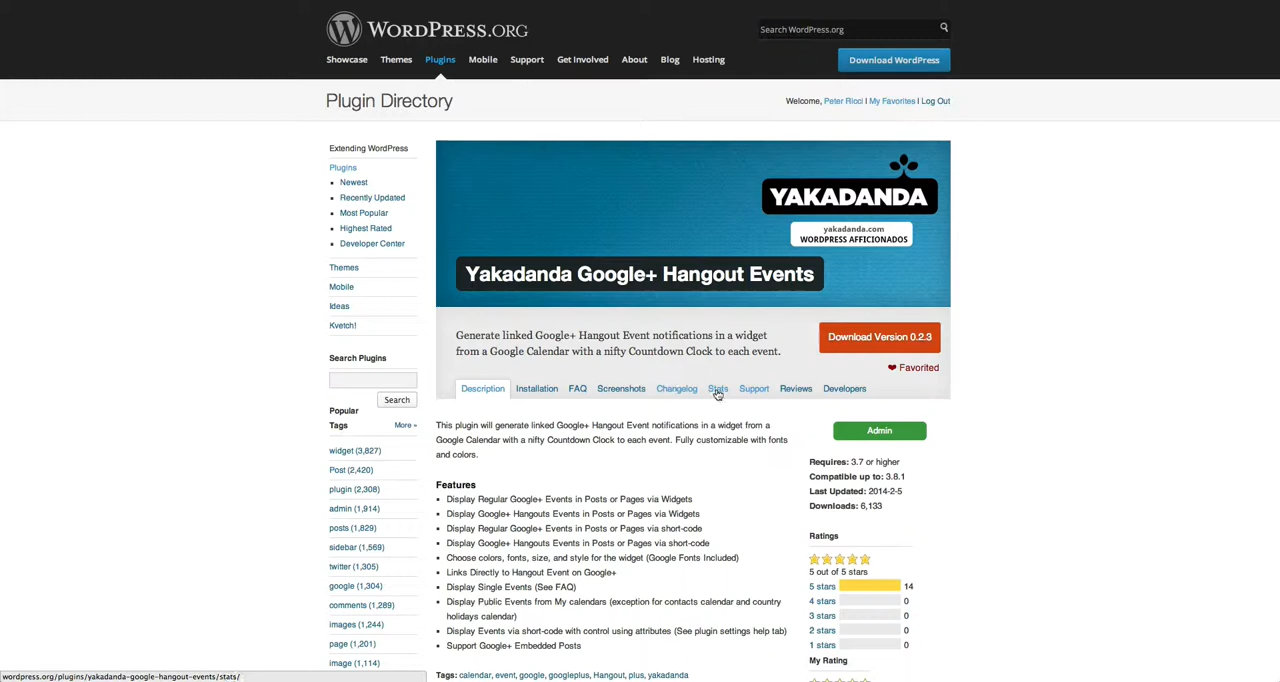 WORDPRESS.ORG
Search WordPress.org
Showcase Themes Plugins Mobile Support Get Involved About Blog Hosting
Download WordPress
Plugin Directory
Welcome, Peter Ricci | My Favorites | Log Out
Extending WordPress
Plugins
Newest
Recently Updated
Most Popular
Highest Rated
Developer Center
Themes
Mobile
Ideas
Kvetch!
Search Plugins
Search
Popular
Tags More »
widget (3,827)
Post (2,420)
plugin (2,308)
admin (1,914)
posts (1,829)
sidebar (1,569)
twitter (1,305)
google (1,304)
comments (1,289)
images (1,244)
page (1,201)
image (1,114)
YAKADANDA
yakadanda.com
WORDPRESS AFFICIONADOS
Yakadanda Google+ Hangout Events
Generate linked Google+ Hangout Event notifications in a widget
from a Google Calendar with a nifty Countdown Clock to each event.
Download Version 0.2.3
Favorited
Description Installation FAQ Screenshots Changelog Stats Support Reviews Developers
This plugin will generate linked Google+ Hangout Event notifications in a widget from a
Google Calendar with a nifty Countdown Clock to each event. Fully customizable with fonts
and colors.
Features
Display Regular Google+ Events in Posts or Pages via Widgets
Display Google+ Hangouts Events in Posts or Pages via Widgets
Display Regular Google+ Events in Posts or Pages via short-code
Display Google+ Hangouts Events in Posts or Pages via short-code
Choose colors, fonts, size, and style for the widget (Google Fonts Included)
Links Directly to Hangout Event on Google+
Display Single Events (See FAQ)
Display Public Events from My calendars (exception for contacts calendar and country
holidays calendar)
Display Events via short-code with control using attributes (See plugin settings help tab)
Support Google+ Embedded Posts
Tags: calendar, event, google, googleplus, Hangout, plus, yakadanda
Admin
Requires: 3.7 or higher
Compatible up to: 3.8.1
Last Updated: 2014-2-5
Downloads: 6,133
Ratings
5 out of 5 stars
5 stars 14
4 stars 0
3 stars 0
2 stars 0
1 stars 0
My Rating
wordpress.org/plugins/yakadanda-google-hangout-events/stats/